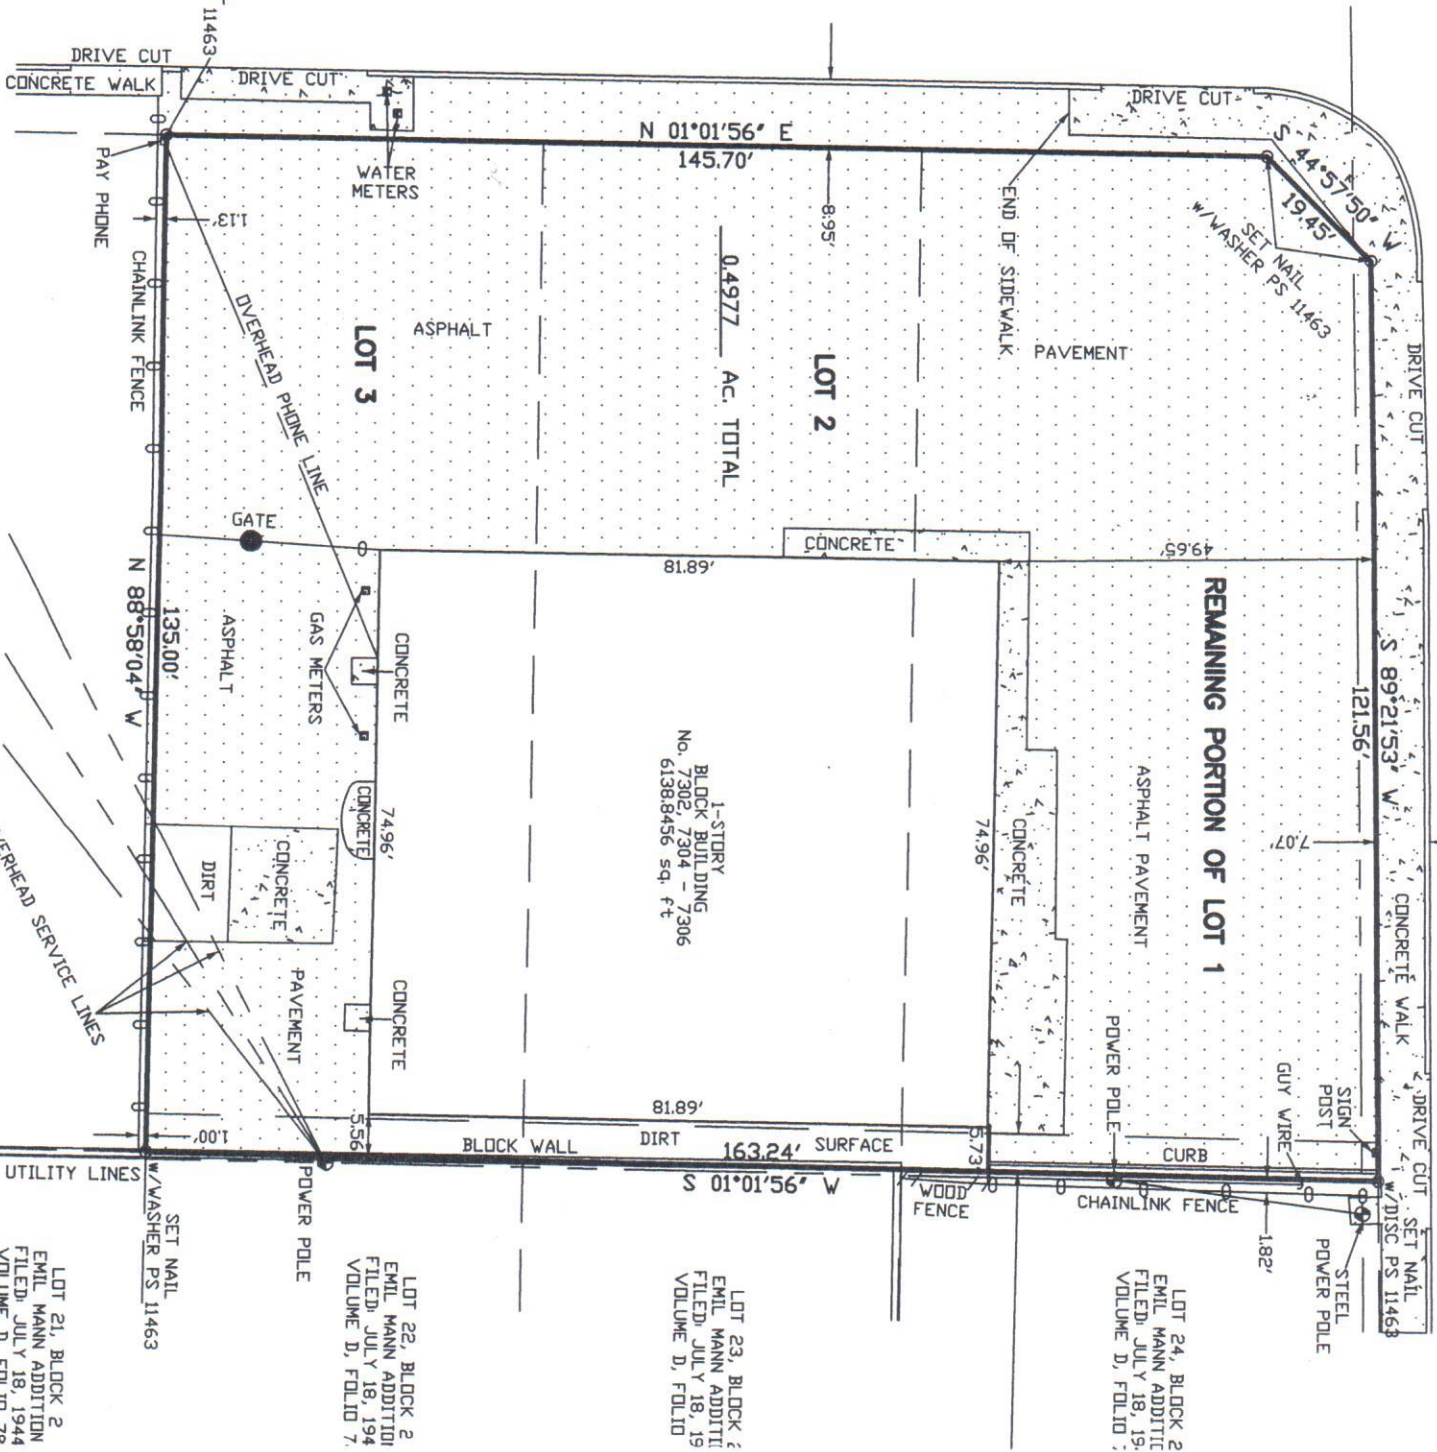 11463
DRIVE CUT
CONCRETE WALK
DRIVE CUT
DRIVE CUT
N 01°01'56" E
145.70'
S 44°57'50" W
19.45'
SET NAIL
w/WASHER PS 11463
WATER
METERS
PAY PHONE
1.13'
CHAINLINK FENCE
OVERHEAD PHONE LINE
8.95'
END OF SIDEWALK
0.4977 AC. TOTAL
LOT 3
ASPHALT
LOT 2
PAVEMENT
DRIVE CUT
GATE
CONCRETE
81.89'
49.65'
REMAINING PORTION OF LOT 1
S 89°21'53" W
121.56'
N 88°58'04" W
135.00'
ASPHALT
GAS METERS
CONCRETE
CONCRETE
74.96'
1-STORY
BLOCK BUILDING
No. 7302, 7304 - 7306
6138.8456 sq. ft
74.96'
CONCRETE
ASPHALT PAVEMENT
7.07'
CONCRETE WALK
DIRT
CONCRETE
PAVEMENT
CONCRETE
SERVICE LINES
POWER POLE
GUY WIRE
SIGN
POST
DRIVE CUT
1.00'
5.56
81.89'
BLOCK WALL
DIRT
SURFACE
163.24'
S 01°01'56" W
5.73'
CURB
WOOD
FENCE
CHAINLINK FENCE
1.82'
UTILITY LINES
SET NAIL
w/WASHER PS 11463
POWER POLE
STEEL
POWER POLE
SET NAIL
w/DISC PS 11463
LOT 21, BLOCK 2
EMIL MANN ADDITION
FILED: JULY 18, 1944
VOLUME D, FOLIO 78
LOT 22, BLOCK 2
EMIL MANN
FILED: JULY 18,
VOLUME D, FOLIO
LOT 23, BLOCK
EMIL MANN
FILED: JULY 18,
VOLUME D, FOLIO
LOT 24, BLOCK 2
EMIL MANN
FILED: JULY 18,
VOLUME D, FOLIO